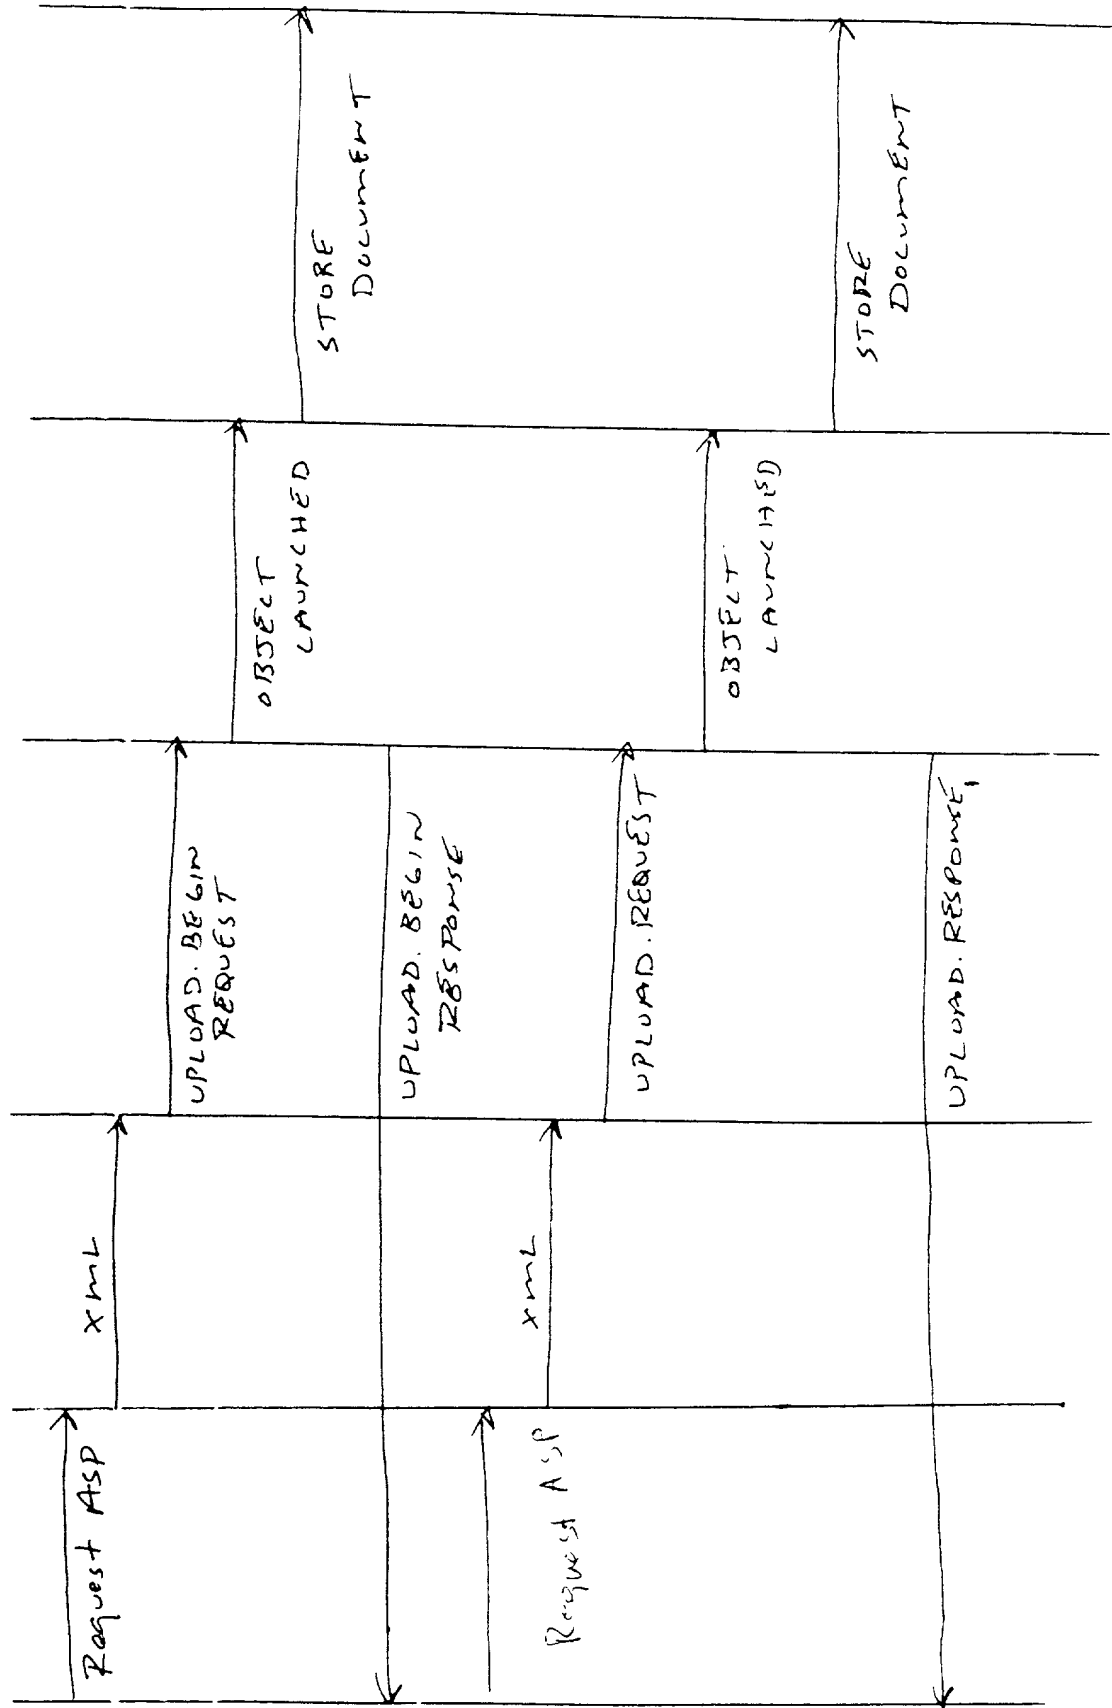 Request ASP
XML
UPLOAD.BEGIN
REQUEST
OBJECT
LAUNCHED
STORE
DOCUMENT
UPLOAD.BEGIN
RESPONSE
Request ASP
XML
UPLOAD.REQUEST
OBJECT
LAUNCHED
STORE
DOCUMENT
UPLOAD.RESPONSE